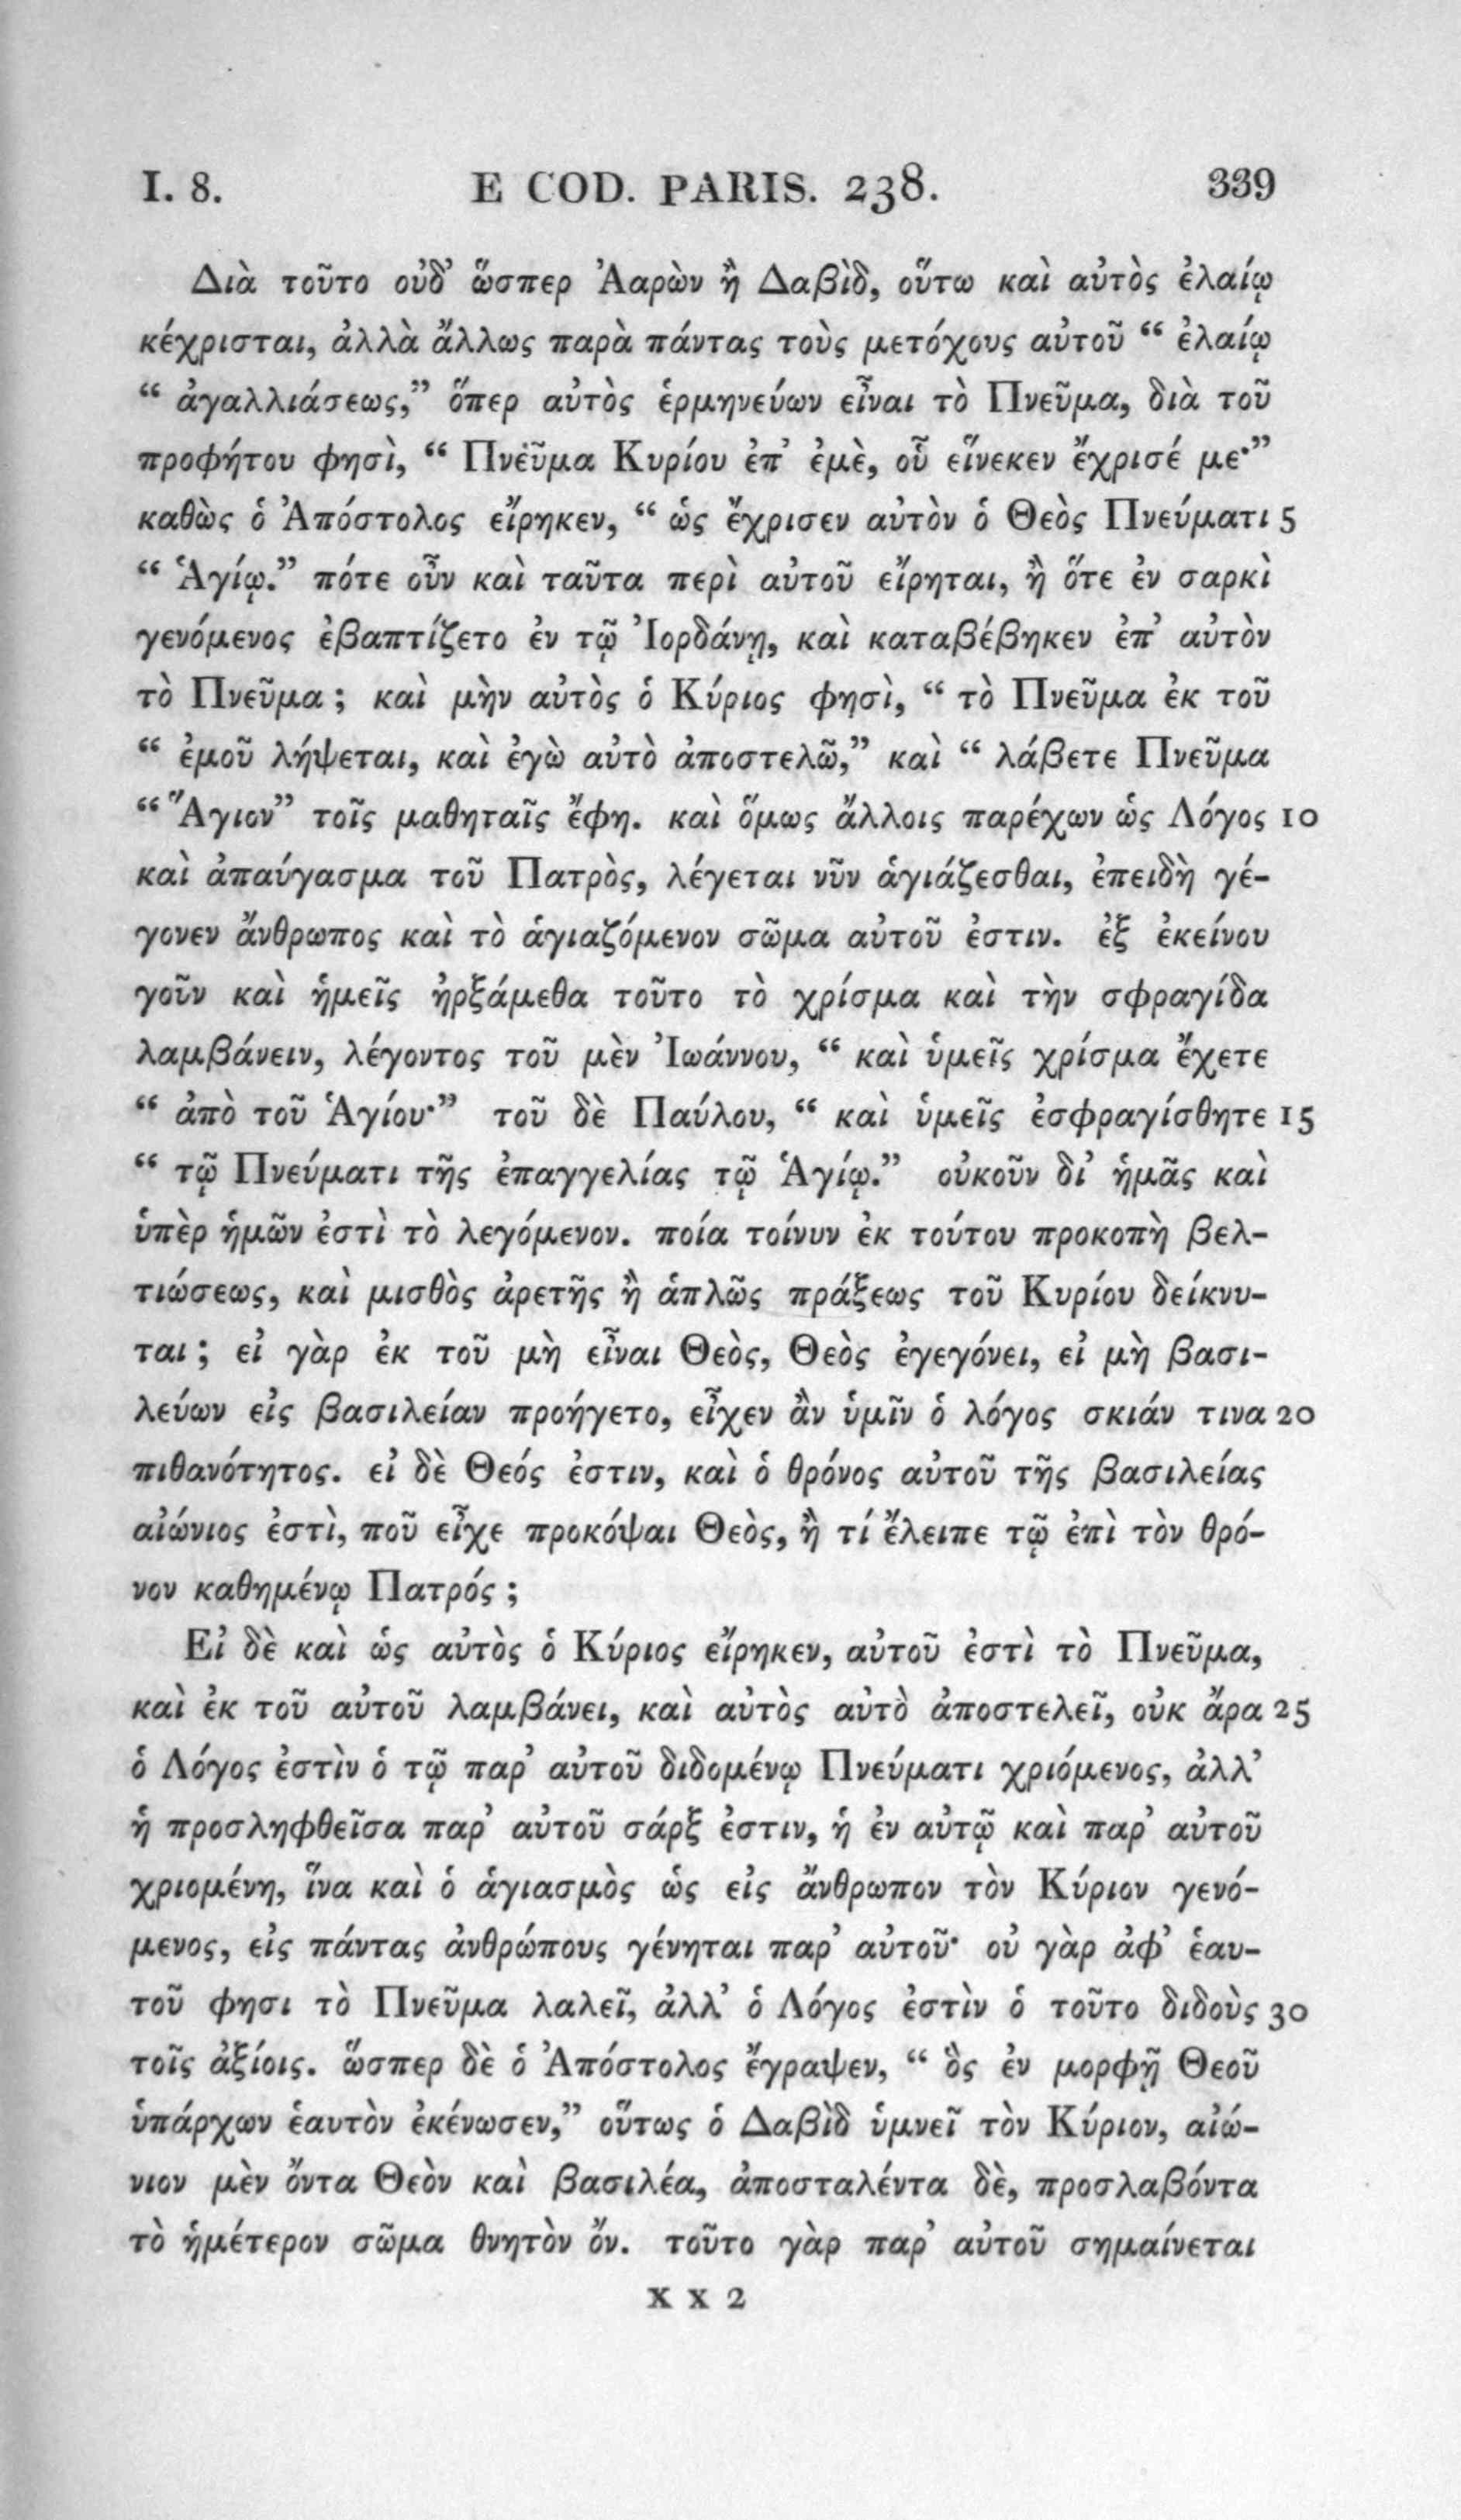 I. 8. E COD. PARIS. 238. 339
Διὰ τοῦτο οὐδ' ὥσπερ Ἀαρὼν ἢ Δαβὶδ, οὕτω καὶ αὐτὸς ἐλαίῳ
κέχρισται, ἀλλὰ ἄλλως παρὰ πάντας τοὺς μετόχους αὐτοῦ “ ἐλαίῳ
“ ἀγαλλιάσεως,” ὅπερ αὐτὸς ἑρμηνεύων εἶναι τὸ Πνεῦμα, διὰ τοῦ
προφήτου φησὶ, “ Πνεῦμα Κυρίου ἐπ' ἐμὲ, οὗ εἵνεκεν ἔχρισέ με·”
καθὼς ὁ Ἀπόστολος εἴρηκεν, “ ὡς ἔχρισεν αὐτὸν ὁ Θεὸς Πνεύματι 5
“ Ἁγίῳ.” πότε οὖν καὶ ταῦτα περὶ αὐτοῦ εἴρηται, ἢ ὅτε ἐν σαρκὶ
γενόμενος ἐβαπτίζετο ἐν τῷ Ἰορδάνῃ, καὶ καταβέβηκεν ἐπ' αὐτὸν
τὸ Πνεῦμα ; καὶ μὴν αὐτὸς ὁ Κύριος φησὶ, “ τὸ Πνεῦμα ἐκ τοῦ
“ ἐμοῦ λήψεται, καὶ ἐγὼ αὐτὸ ἀποστελῶ,” καὶ “ λάβετε Πνεῦμα
“ Ἅγιον” τοῖς μαθηταῖς ἔφη. καὶ ὅμως ἄλλοις παρέχων ὡς Λόγος 10
καὶ ἀπαύγασμα τοῦ Πατρὸς, λέγεται νῦν ἁγιάζεσθαι, ἐπειδὴ γέ-
γονεν ἄνθρωπος καὶ τὸ ἁγιαζόμενον σῶμα αὐτοῦ ἐστιν. ἐξ ἐκείνου
γοῦν καὶ ἡμεῖς ἠρξάμεθα τοῦτο τὸ χρίσμα καὶ τὴν σφραγίδα
λαμβάνειν, λέγοντος τοῦ μὲν Ἰωάννου, “ καὶ ὑμεῖς χρίσμα ἔχετε
“ ἀπὸ τοῦ Ἁγίου·” τοῦ δὲ Παύλου, “ καὶ ὑμεῖς ἐσφραγίσθητε 15
“ τῷ Πνεύματι τῆς ἐπαγγελίας τῷ Ἁγίῳ.” οὐκοῦν δι' ἡμᾶς καὶ
ὑπὲρ ἡμῶν ἐστὶ τὸ λεγόμενον. ποία τοίνυν ἐκ τούτου προκοπὴ βελ-
τιώσεως, καὶ μισθὸς ἀρετῆς ἢ ἁπλῶς πράξεως τοῦ Κυρίου δείκνυ-
ται ; εἰ γὰρ ἐκ τοῦ μὴ εἶναι Θεὸς, Θεὸς ἐγεγόνει, εἰ μὴ βασι-
λεύων εἰς βασιλείαν προήγετο, εἶχεν ἂν ὑμῖν ὁ λόγος σκιάν τινα 20
πιθανότητος. εἰ δὲ Θεός ἐστιν, καὶ ὁ θρόνος αὐτοῦ τῆς βασιλείας
αἰώνιος ἐστὶ, ποῦ εἶχε προκόψαι Θεὸς, ἢ τί ἔλειπε τῷ ἐπὶ τὸν θρό-
νον καθημένῳ Πατρός ;
Εἰ δὲ καὶ ὡς αὐτὸς ὁ Κύριος εἴρηκεν, αὐτοῦ ἐστὶ τὸ Πνεῦμα,
καὶ ἐκ τοῦ αὐτοῦ λαμβάνει, καὶ αὐτὸς αὐτὸ ἀποστελεῖ, οὐκ ἄρα 25
ὁ Λόγος ἐστὶν ὁ τῷ παρ' αὐτοῦ διδομένῳ Πνεύματι χριόμενος, ἀλλ'
ἡ προσληφθεῖσα παρ' αὐτοῦ σάρξ ἐστιν, ἡ ἐν αὐτῷ καὶ παρ' αὐτοῦ
χριομένη, ἵνα καὶ ὁ ἁγιασμὸς ὡς εἰς ἄνθρωπον τὸν Κύριον γενό-
μενος, εἰς πάντας ἀνθρώπους γένηται παρ' αὐτοῦ· οὐ γὰρ ἀφ' ἑαυ-
τοῦ φησι τὸ Πνεῦμα λαλεῖ, ἀλλ' ὁ Λόγος ἐστὶν ὁ τοῦτο διδοὺς 30
τοῖς ἀξίοις. ὥσπερ δὲ ὁ Ἀπόστολος ἔγραψεν, “ ὃς ἐν μορφῇ Θεοῦ
ὑπάρχων ἑαυτὸν ἐκένωσεν,” οὕτως ὁ Δαβὶδ ὑμνεῖ τὸν Κύριον, αἰώ-
νιον μὲν ὄντα Θεὸν καὶ βασιλέα, ἀποσταλέντα δὲ, προσλαβόντα
τὸ ἡμέτερον σῶμα θνητὸν ὄν. τοῦτο γὰρ παρ' αὐτοῦ σημαίνεται
X X 2